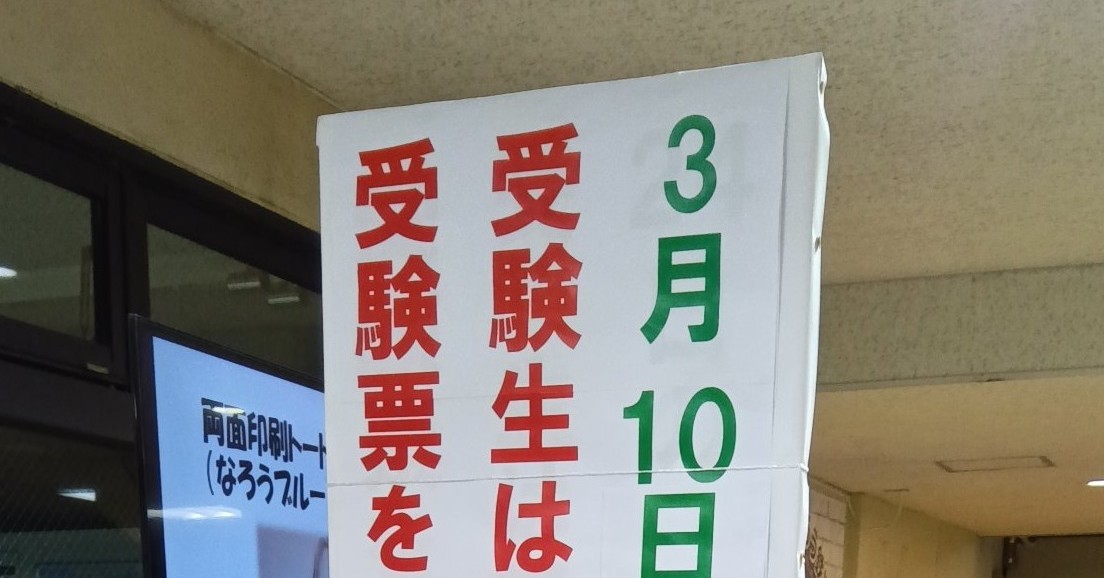 3月10日
受験生は
受験票を
両面印刷トート
(なろうブルー